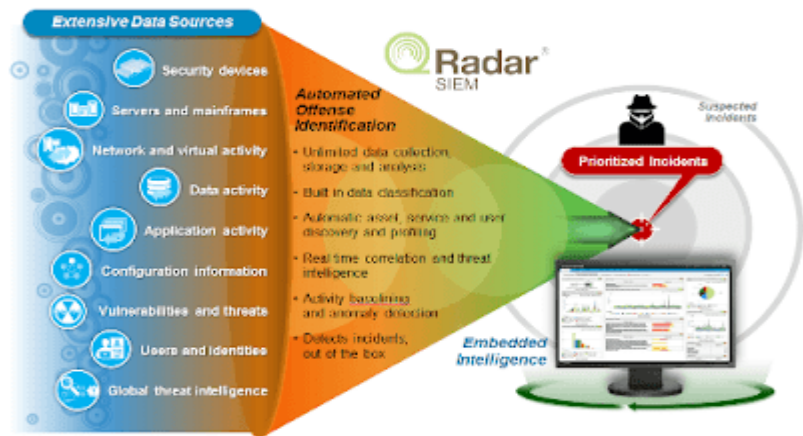 Extensive Data Sources
Security devices
Servers and mainframes
Network and virtual activity
Data activity
Application activity
Configuration information
Vulnerabilities and threats
Users and identities
Global threat intelligence
QRadar®
SIEM
Automated
Offense
Identification
• Unlimited data collection,
storage and analysis
• Built in data classification
• Automatic asset, service and user
discovery and profiling
• Real time correlation and threat
intelligence
• Activity baselining
and anomaly detection
• Detects incidents,
out of the box
Suspected
Incidents
Prioritized Incidents
Embedded
Intelligence